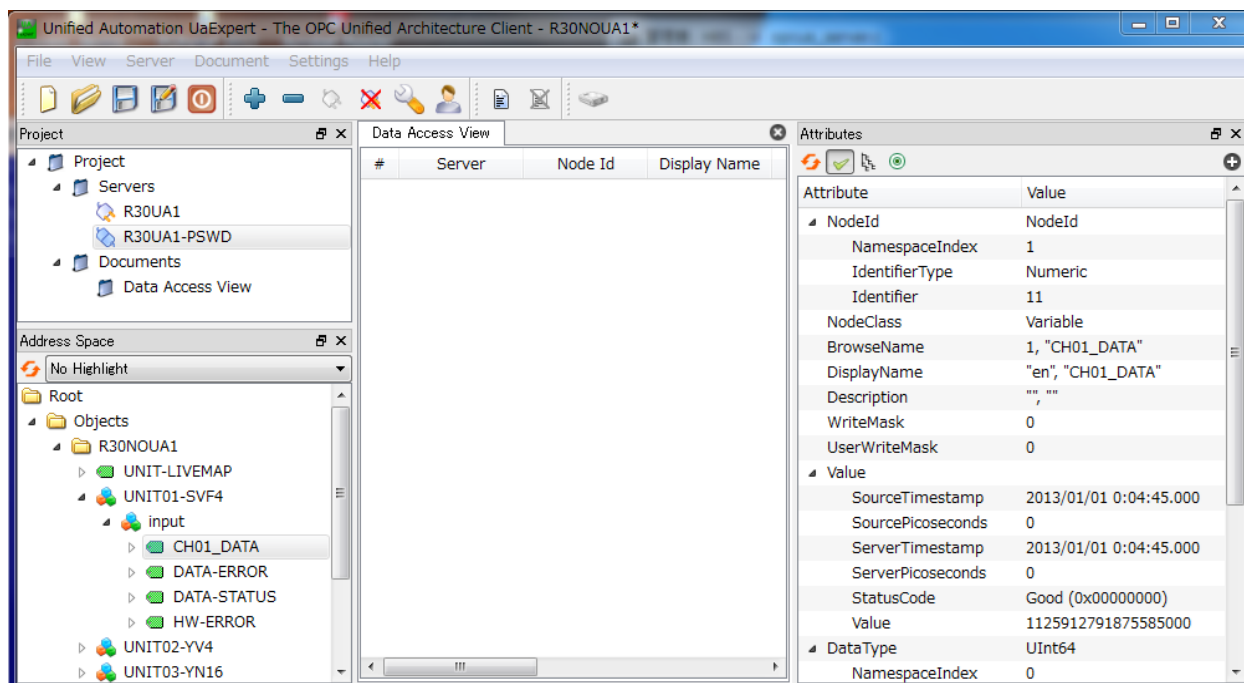 Unified Automation UaExpert - The OPC Unified Architecture Client - R30NOUA1*
File View Server Document Settings Help
Project
Project
Servers
R30UA1
R30UA1-PSWD
Documents
Data Access View
Address Space
No Highlight
Root
Objects
R30NOUA1
UNIT-LIVEMAP
UNIT01-SVF4
input
CH01_DATA
DATA-ERROR
DATA-STATUS
HW-ERROR
UNIT02-YV4
UNIT03-YN16
Data Access View
# Server Node Id Display Name
Attributes
Attribute Value
NodeId NodeId
NamespaceIndex 1
IdentifierType Numeric
Identifier 11
NodeClass Variable
BrowseName 1, "CH01_DATA"
DisplayName "en", "CH01_DATA"
Description "", ""
WriteMask 0
UserWriteMask 0
Value
SourceTimestamp 2013/01/01 0:04:45.000
SourcePicoseconds 0
ServerTimestamp 2013/01/01 0:04:45.000
ServerPicoseconds 0
StatusCode Good (0x00000000)
Value 1125912791875585000
DataType UInt64
NamespaceIndex 0